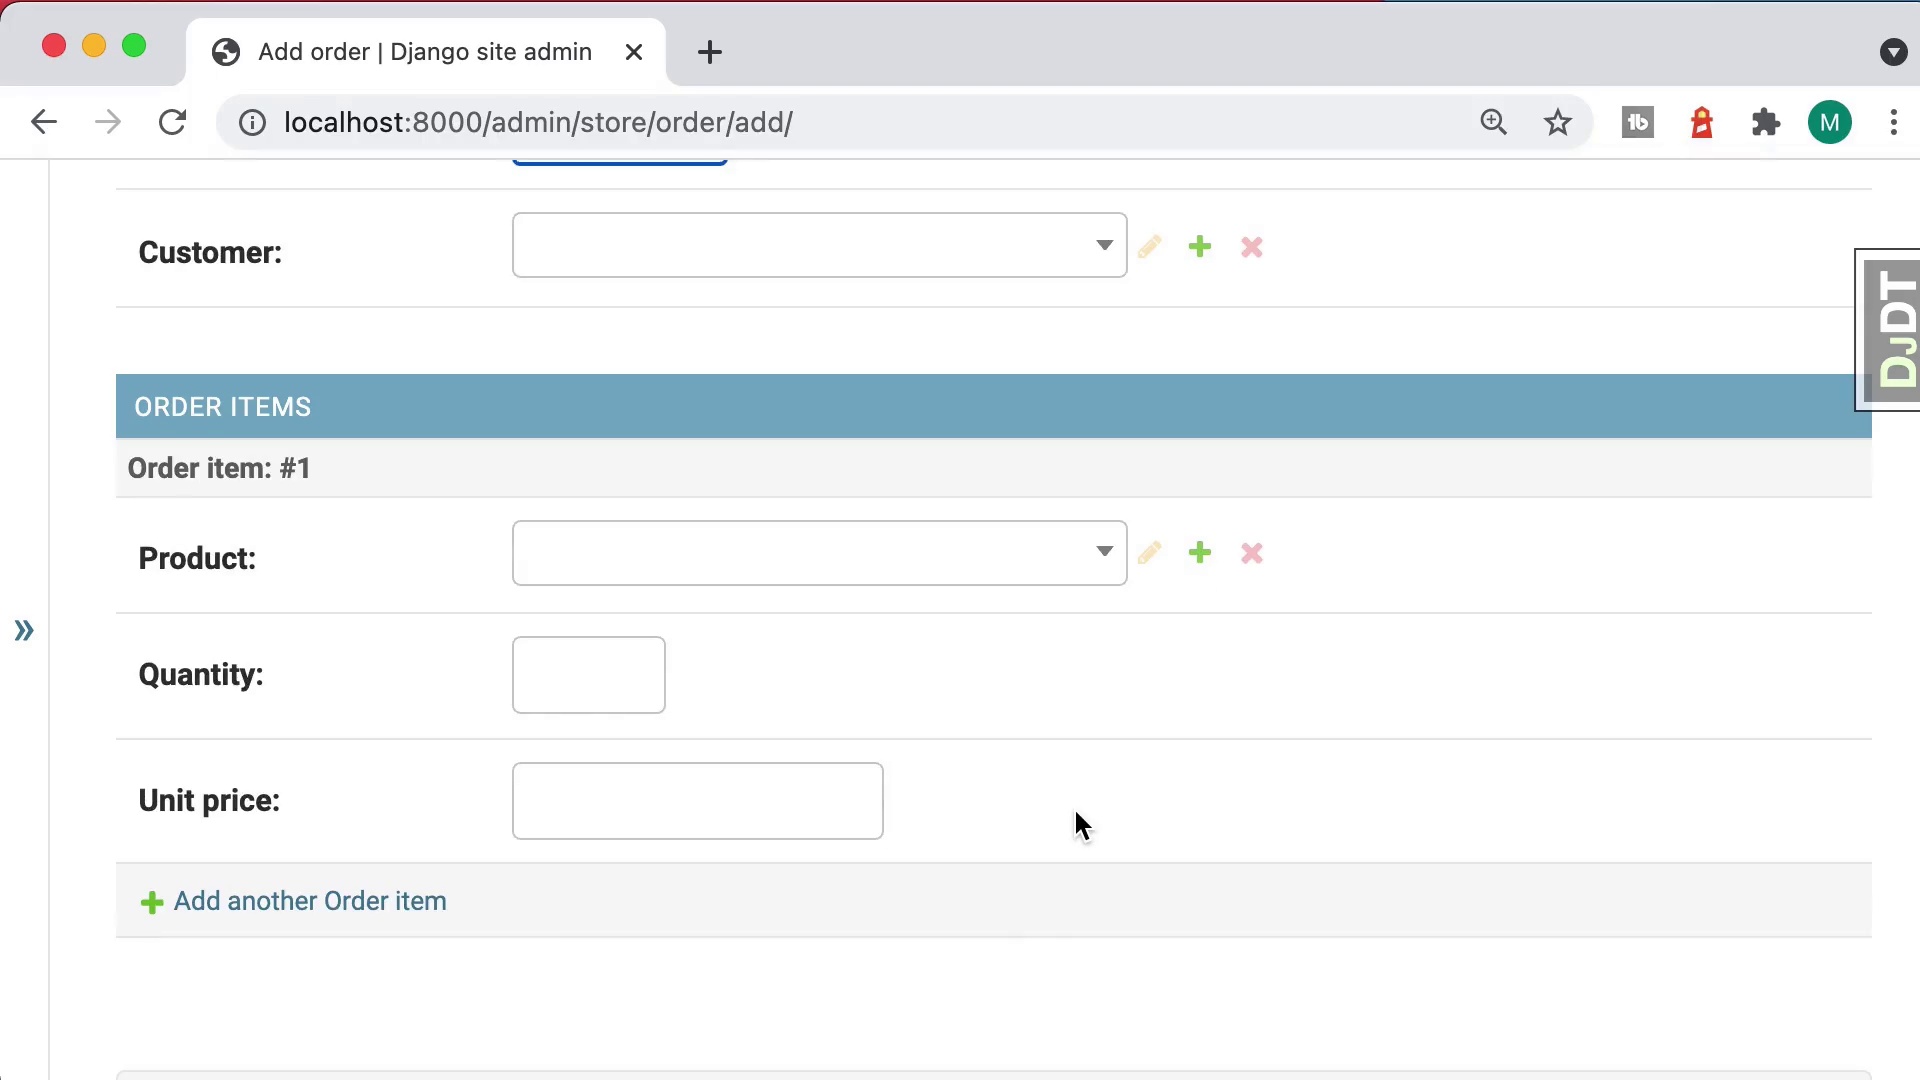 Add order | Django site admin
localhost:8000/admin/store/order/add/
M
Customer:
DJDT
ORDER ITEMS
Order item: #1
Product:
Quantity:
Unit price:
Add another Order item